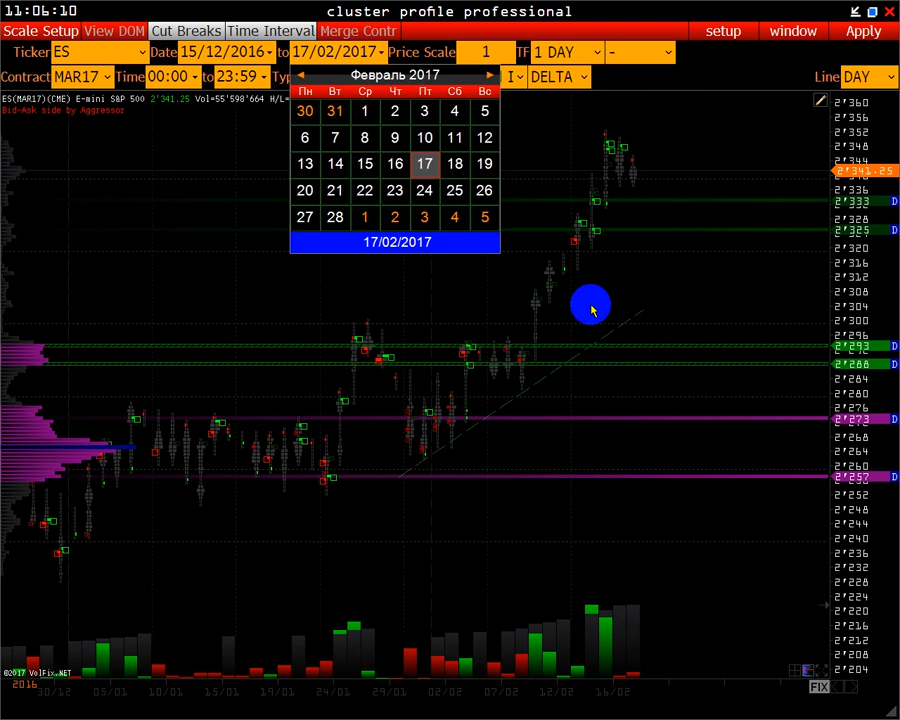 11:06:10 cluster profile professional
Scale Setup View DOM Cut Breaks Time Interval Merge Contr setup window Apply
Ticker ES Date 15/12/2016 to 17/02/2017 Price Scale 1 TF 1 DAY -
Contract MAR17 Time 00:00 to 23:59 DELTA Line DAY
Февраль 2017
Пн Вт Ср Чт Пт Сб Вс
30 31 1 2 3 4 5
6 7 8 9 10 11 12
13 14 15 16 17 18 19
20 21 22 23 24 25 26
27 28 1 2 3 4 5
17/02/2017
ES(MAR17)(CME) E-mini S&P 500 2'341.25 Vol=55'598'664 H/L=
Bid-Ask side by Aggressor
2'360
2'356
2'352
2'348
2'344
2'341.25
2'336
2'333 D
2'328
2'325 D
2'320
2'316
2'312
2'308
2'304
2'300
2'296
2'293 D
2'288 D
2'284
2'280
2'276
2'273 D
2'268
2'264
2'260
2'257 D
2'252
2'248
2'244
2'240
2'236
2'232
2'228
2'224
2'220
2'216
2'212
2'208
2'204
©2017 VolFix.NET
2016
30/12 05/01 10/01 16/01 19/01 24/01 30/01 02/02 07/02 12/02 16/02
FIX